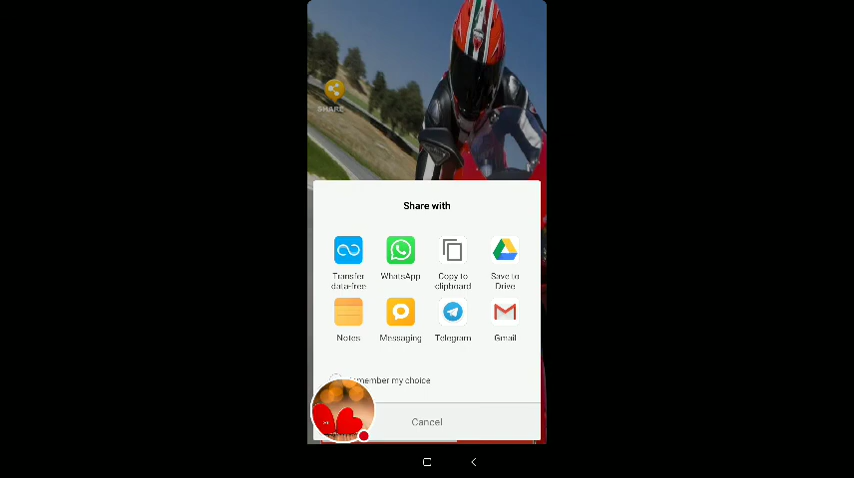 SHARE
Share with
Transfer data-free
WhatsApp
Copy to clipboard
Save to Drive
Notes
Messaging
Telegram
Gmail
member my choice
Cancel